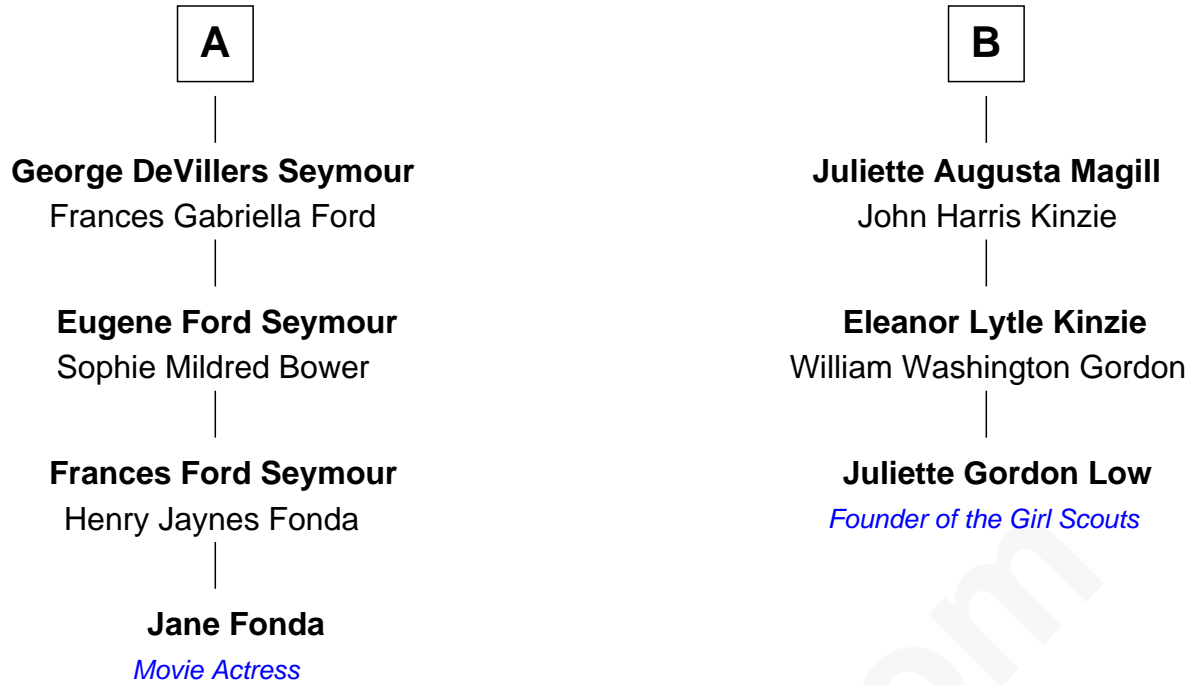 A
George DeVillers Seymour
Frances Gabriella Ford
Eugene Ford Seymour
Sophie Mildred Bower
Frances Ford Seymour
Henry Jaynes Fonda
Jane Fonda
Movie Actress
B
Juliette Augusta Magill
John Harris Kinzie
Eleanor Lytle Kinzie
William Washington Gordon
Juliette Gordon Low
Founder of the Girl Scouts
om